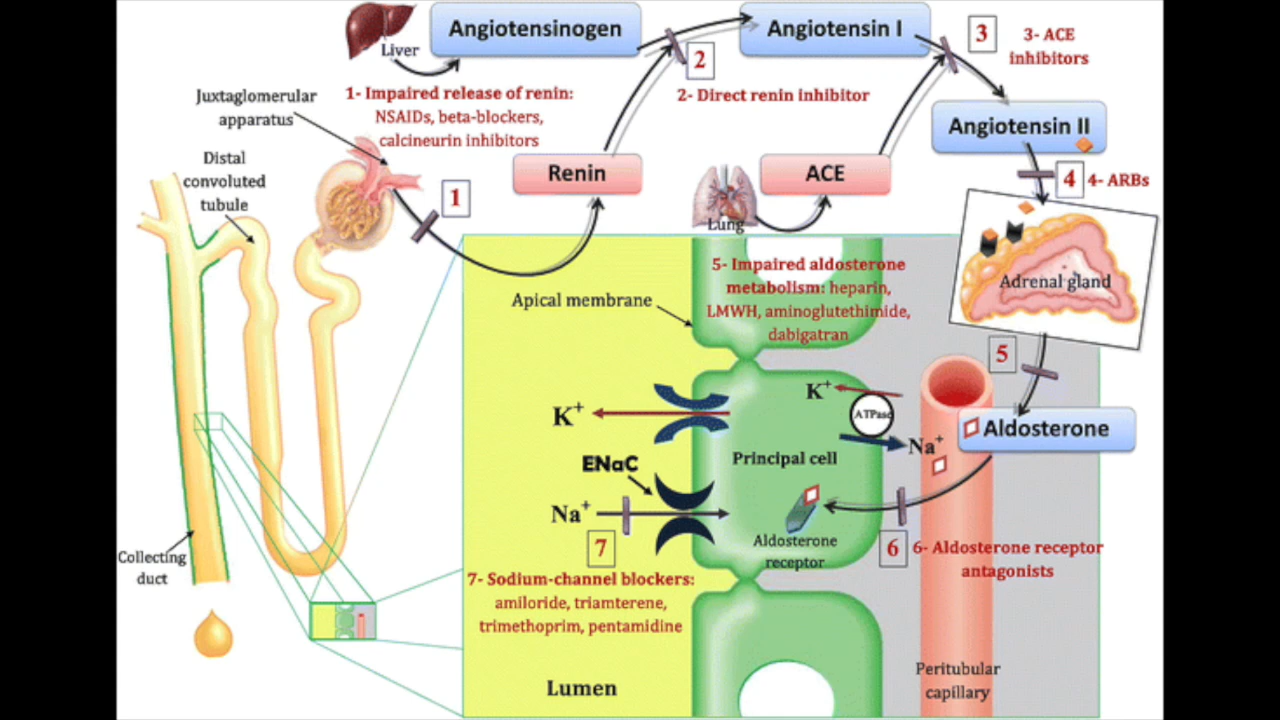 Angiotensinogen
Angiotensin I
Liver
3
3- ACE
inhibitors
2
Juxtaglomerular
apparatus
1- Impaired release of renin:
NSAIDs, beta-blockers,
calcineurin inhibitors
2- Direct renin inhibitor
Angiotensin II
Distal
convoluted
tubule
Renin
ACE
4
4- ARBs
1
Lung
5- Impaired aldosterone
metabolism: heparin,
LMWH, aminoglutethimide,
dabigatran
Adrenal gland
Apical membrane
5
K+
K+
ATPase
Aldosterone
Na+
Principal cell
ENaC
Na+
7
Aldosterone
receptor
6
6- Aldosterone receptor
antagonists
Collecting
duct
7- Sodium-channel blockers:
amiloride, triamterene,
trimethoprim, pentamidine
Lumen
Peritubular
capillary